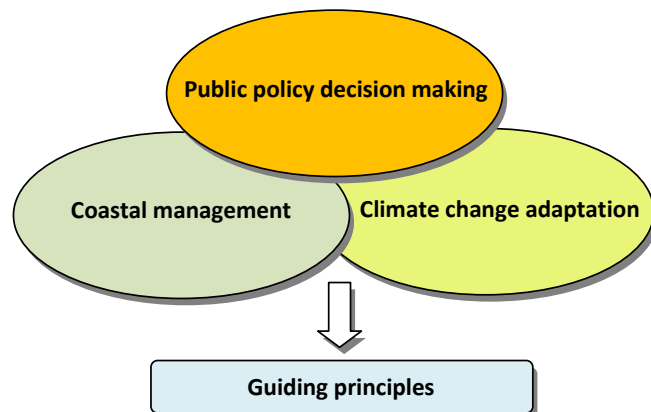 Public policy decision making
Coastal management
Climate change adaptation
Guiding principles